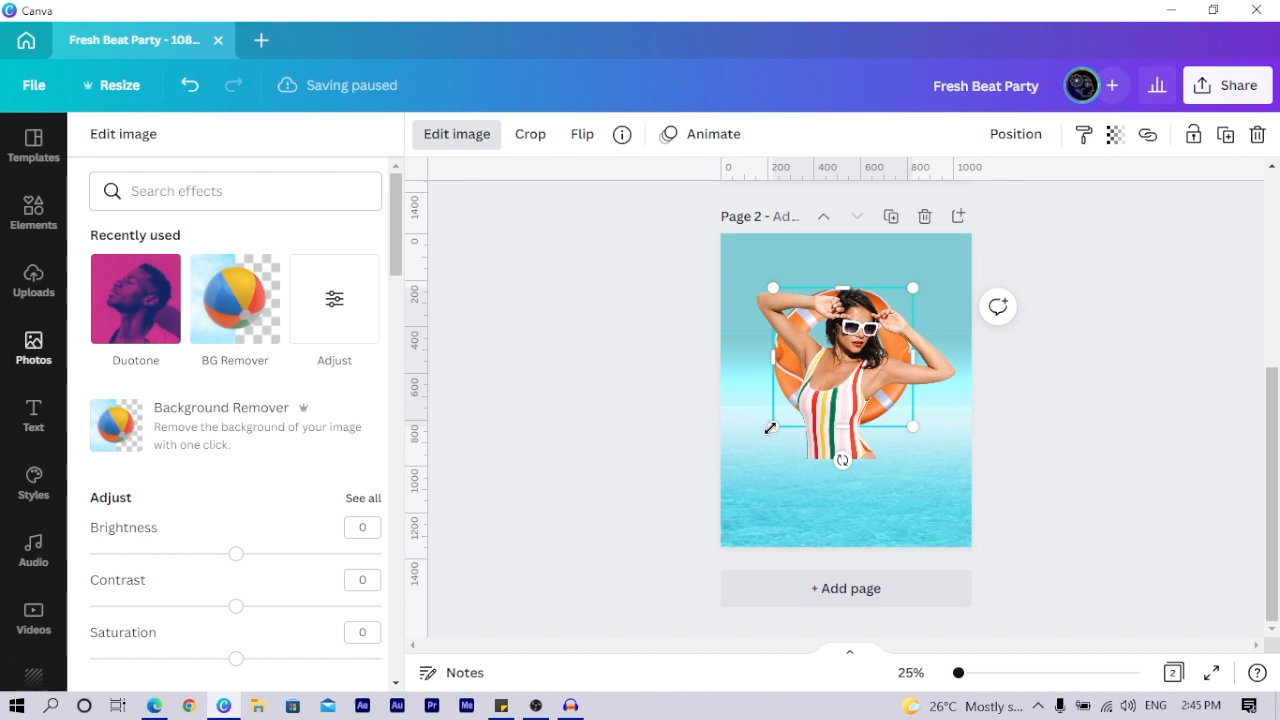 Canva
Fresh Beat Party - 108...
File
Resize
Saving paused
Fresh Beat Party
Share
Templates
Elements
Uploads
Photos
Text
Styles
Audio
Videos
Edit image
Search effects
Recently used
Duotone
BG Remover
Adjust
Background Remover
Remove the background of your image
with one click.
Adjust
See all
Brightness
0
Contrast
0
Saturation
0
Edit image
Crop
Flip
Animate
Position
0
200
400
600
800
1000
1400
0
200
400
600
800
1000
1200
1400
Page 2 - Ad...
+ Add page
Notes
25%
2
Ae
Au
Pr
Me
26°C Mostly s...
ENG
2:45 PM